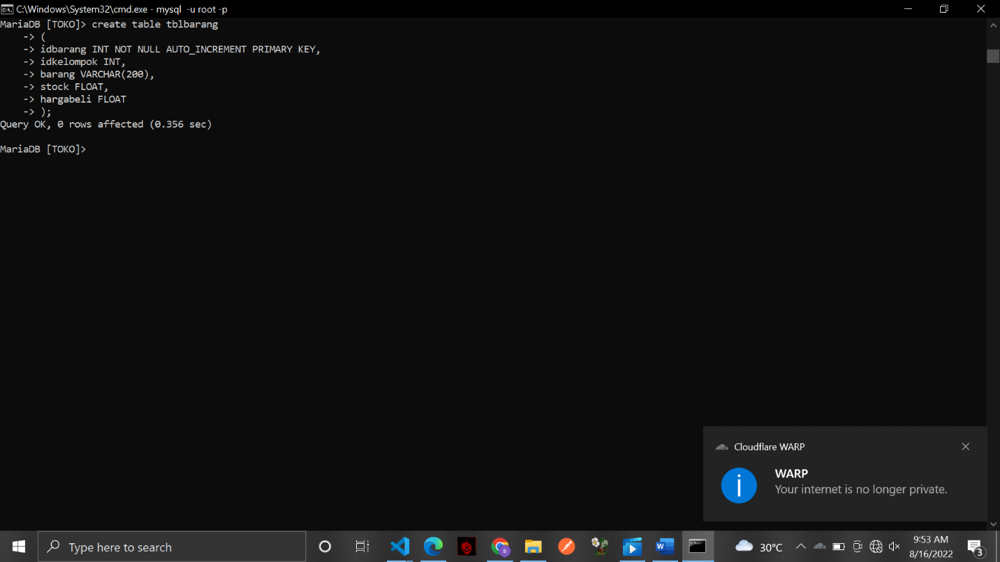 C:\Windows\System32\cmd.exe - mysql  -u root -p
MariaDB [TOKO]> create table tblbarang
    -> (
    -> idbarang INT NOT NULL AUTO_INCREMENT PRIMARY KEY,
    -> idkelompok INT,
    -> barang VARCHAR(200),
    -> stock FLOAT,
    -> hargabeli FLOAT
    -> );
Query OK, 0 rows affected (0.356 sec)
MariaDB [TOKO]>
Cloudflare WARP
WARP
Your internet is no longer private.
Type here to search
30°C
9:53 AM
8/16/2022
3